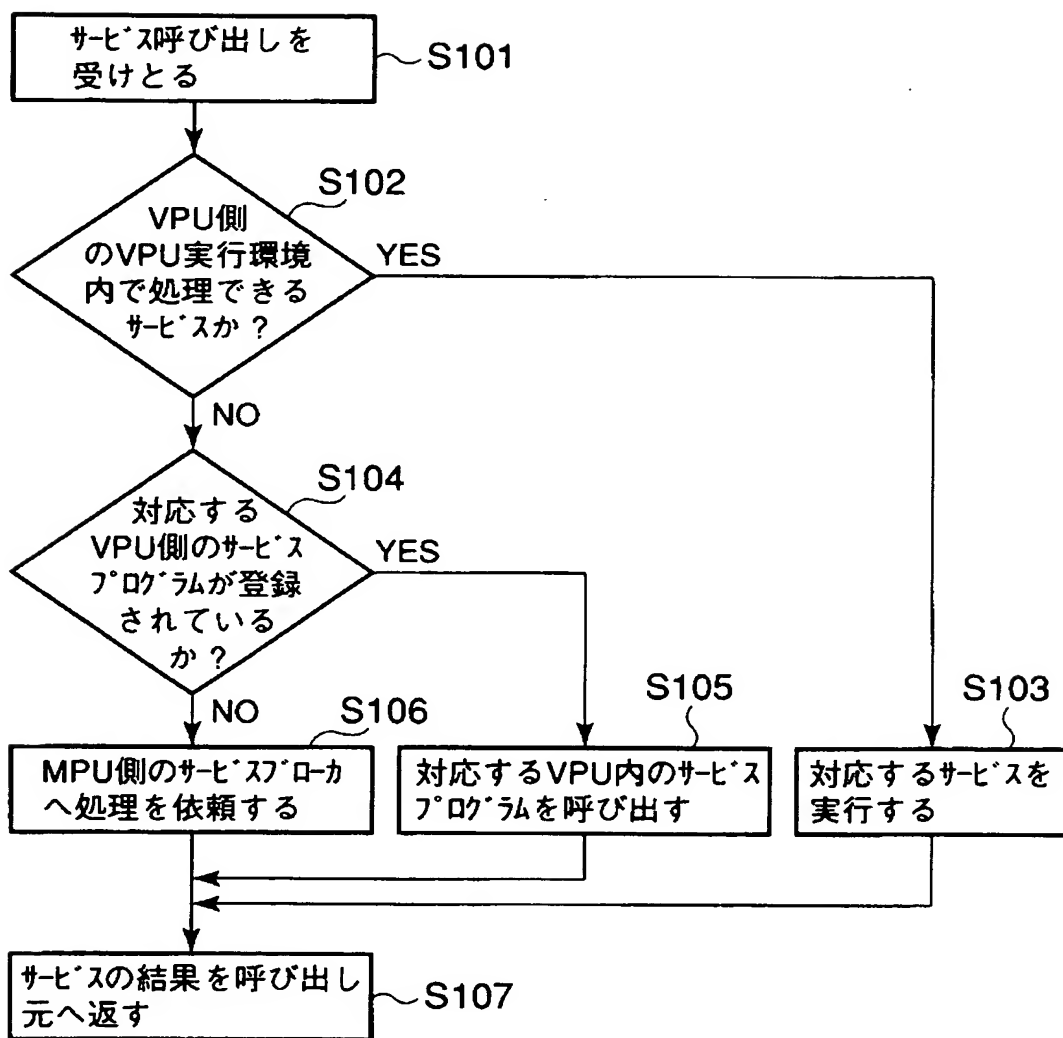 サービス呼び出しを
受けとる
S101
S102
VPU側
のVPU実行環境
内で処理できる
サービスか?
YES
NO
S104
対応する
VPU側のサービス
プログラムが登録
されている
か?
YES
NO
S106
MPU側のサービスブローカ
へ処理を依頼する
S105
対応するVPU内のサービス
プログラムを呼び出す
S103
対応するサービスを
実行する
サービスの結果を呼び出し
元へ返す
S107